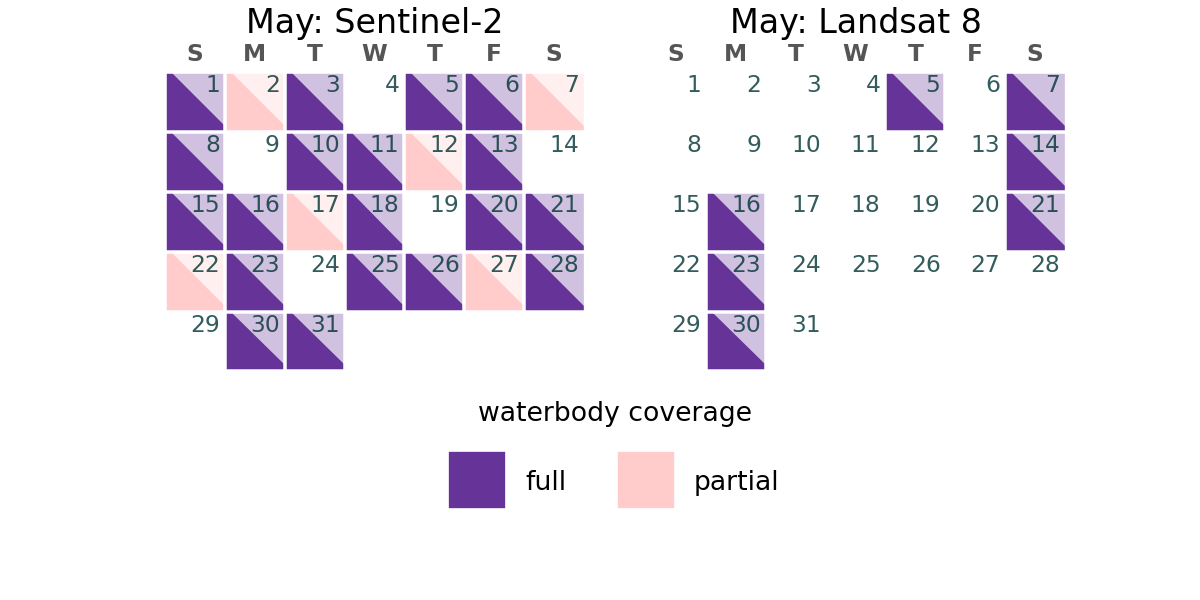 May: Sentinel-2
S M T W T F S
1 2 3 4 5 6 7
8 9 10 11 12 13 14
15 16 17 18 19 20 21
22 23 24 25 26 27 28
29 30 31
May: Landsat 8
S M T W T F S
1 2 3 4 5 6 7
8 9 10 11 12 13 14
15 16 17 18 19 20 21
22 23 24 25 26 27 28
29 30 31
waterbody coverage
full partial